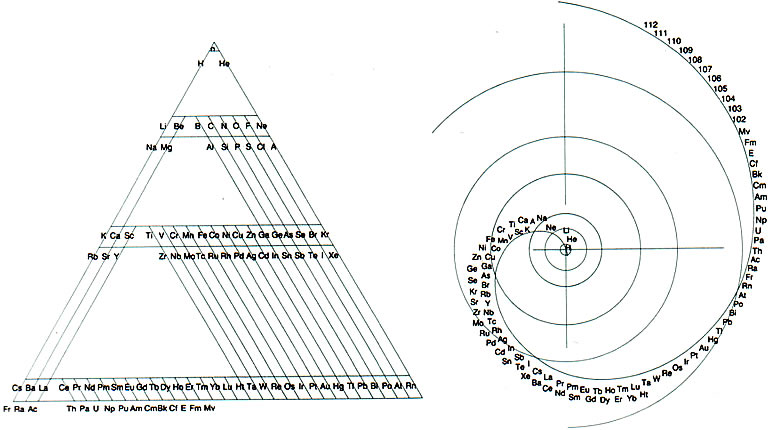 n
H He
Li Be B C N O F Ne
Na Mg Al Si P S Cl A
K Ca Sc Ti V Cr Mn Fe Co Ni Cu Zn Ga Ge As Se Br Kr
Rb Sr Y Zr Nb Mo Tc Ru Rh Pd Ag Cd In Sn Sb Te I Xe
Cs Ba La Ce Pr Nd Pm Sm Eu Gd Tb Dy Ho Er Tm Yb Lu Ht Ta W Re Os Ir Pt Au Hg Tl Pb Bi Po At Rn
Fr Ra Ac Th Pa U Np Pu Am Cm Bk Cf E Fm Mv
112
111
110
109
108
107
106
105
104
103
102
Mv
Fm
E
Cf
Bk
Cm
Am
Pu
Np
U
Pa
Th
Ac
Ra
Fr
Rn
At
Po
Bi
Pb
Tl
Hg
Au
Pt
Ir
Os
Re
W
Ta
Ht
Lu
Yb
Tm
Er
Ho
Dy
Tb
Gd
Eu
Sm
Pm
Nd
Pr
Ce
La
Ba
Cs
Xe
I
Te
Sb
Sn
In
Cd
Ag
Pd
Rh
Ru
Tc
Mo
Nb
Zr
Y
Sr
Rb
Kr
Br
Se
As
Ge
Ga
Zn
Cu
Ni
Co
Fe
Mn
Cr
V
Ti
Sc
Ca
K
A
Na
Ne
Li
He
H